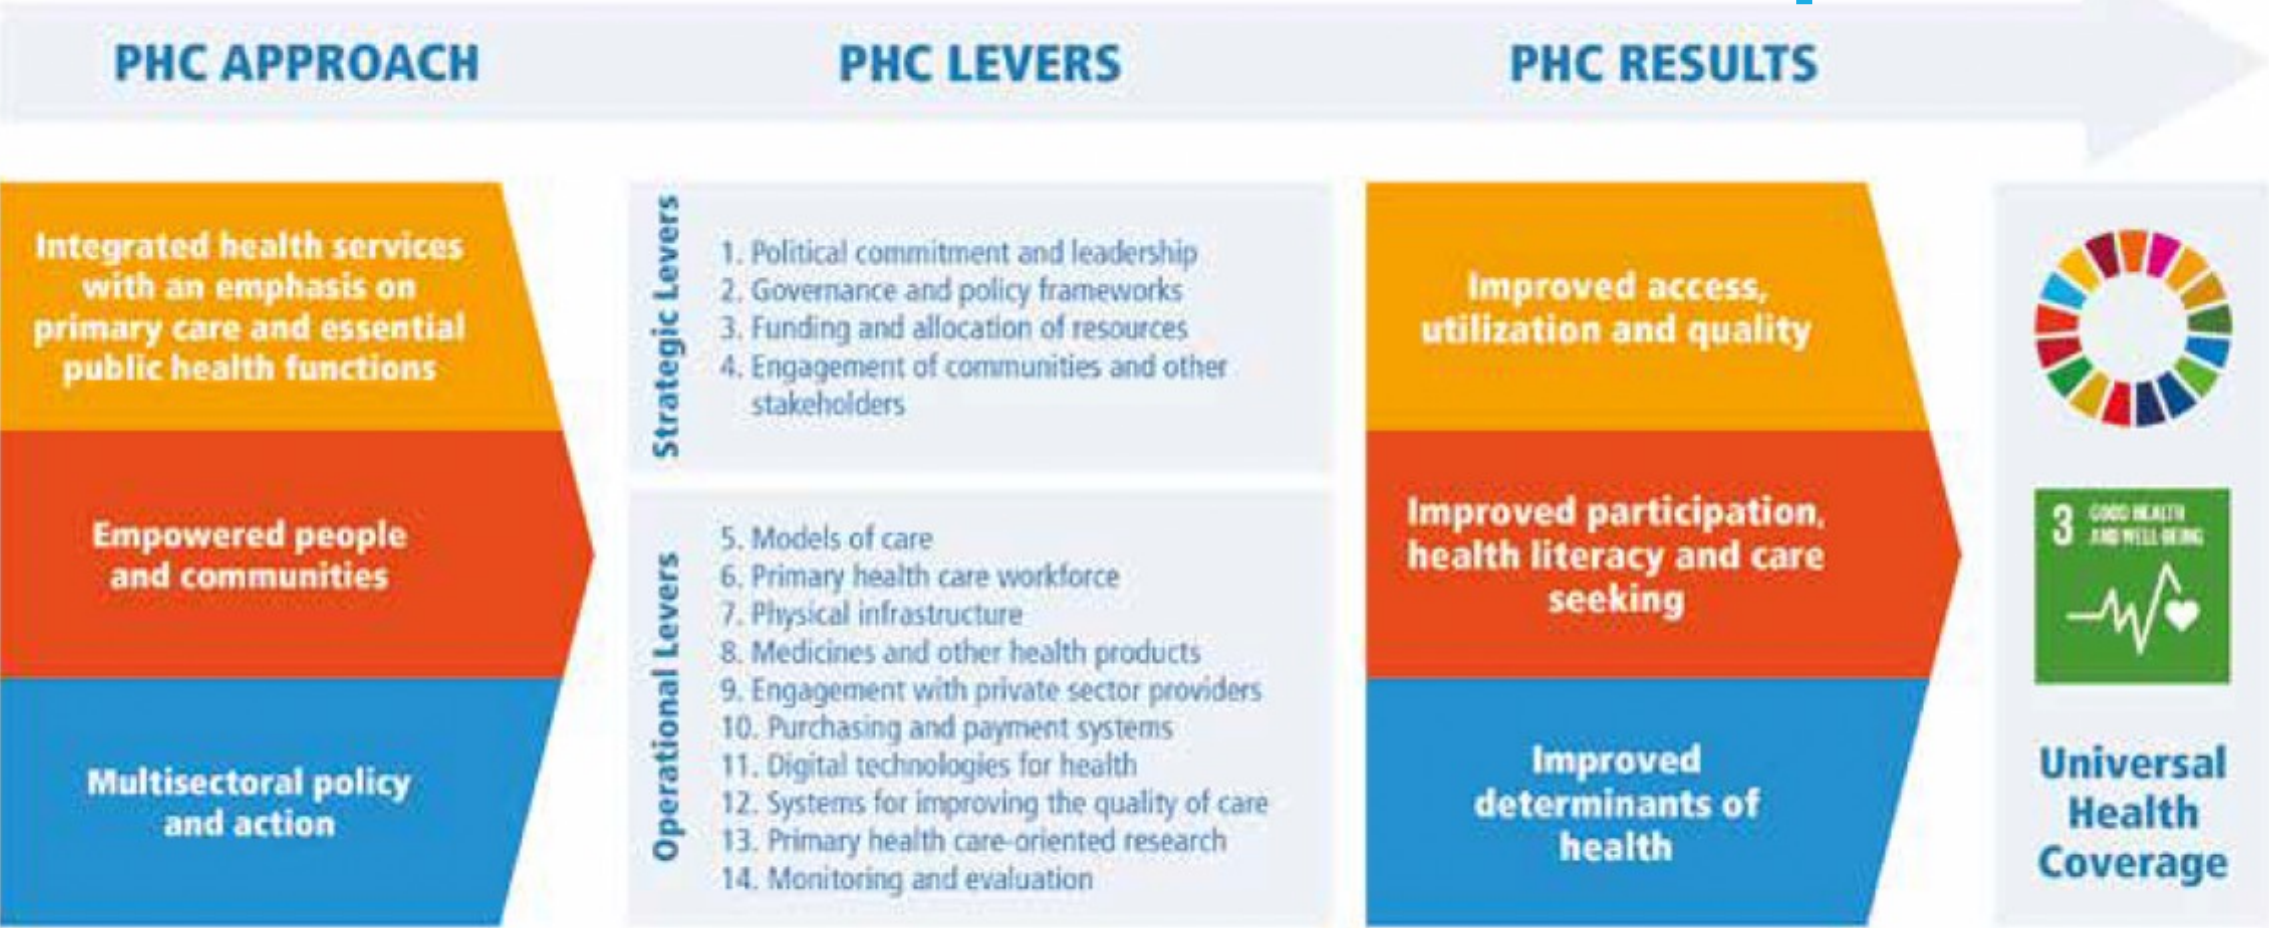 PHC APPROACH
PHC LEVERS
PHC RESULTS
Integrated health services
with an emphasis on
primary care and essential
public health functions
Empowered people
and communities
Multisectoral policy
and action
Strategic Levers
1. Political commitment and leadership
2. Governance and policy frameworks
3. Funding and allocation of resources
4. Engagement of communities and other
stakeholders
Operational Levers
5. Models of care
6. Primary health care workforce
7. Physical infrastructure
8. Medicines and other health products
9. Engagement with private sector providers
10. Purchasing and payment systems
11. Digital technologies for health
12. Systems for improving the quality of care
13. Primary health care-oriented research
14. Monitoring and evaluation
Improved access,
utilization and quality
Improved participation,
health literacy and care
seeking
Improved
determinants of
health
3 GOOD HEALTH
AND WELL-BEING
Universal
Health
Coverage